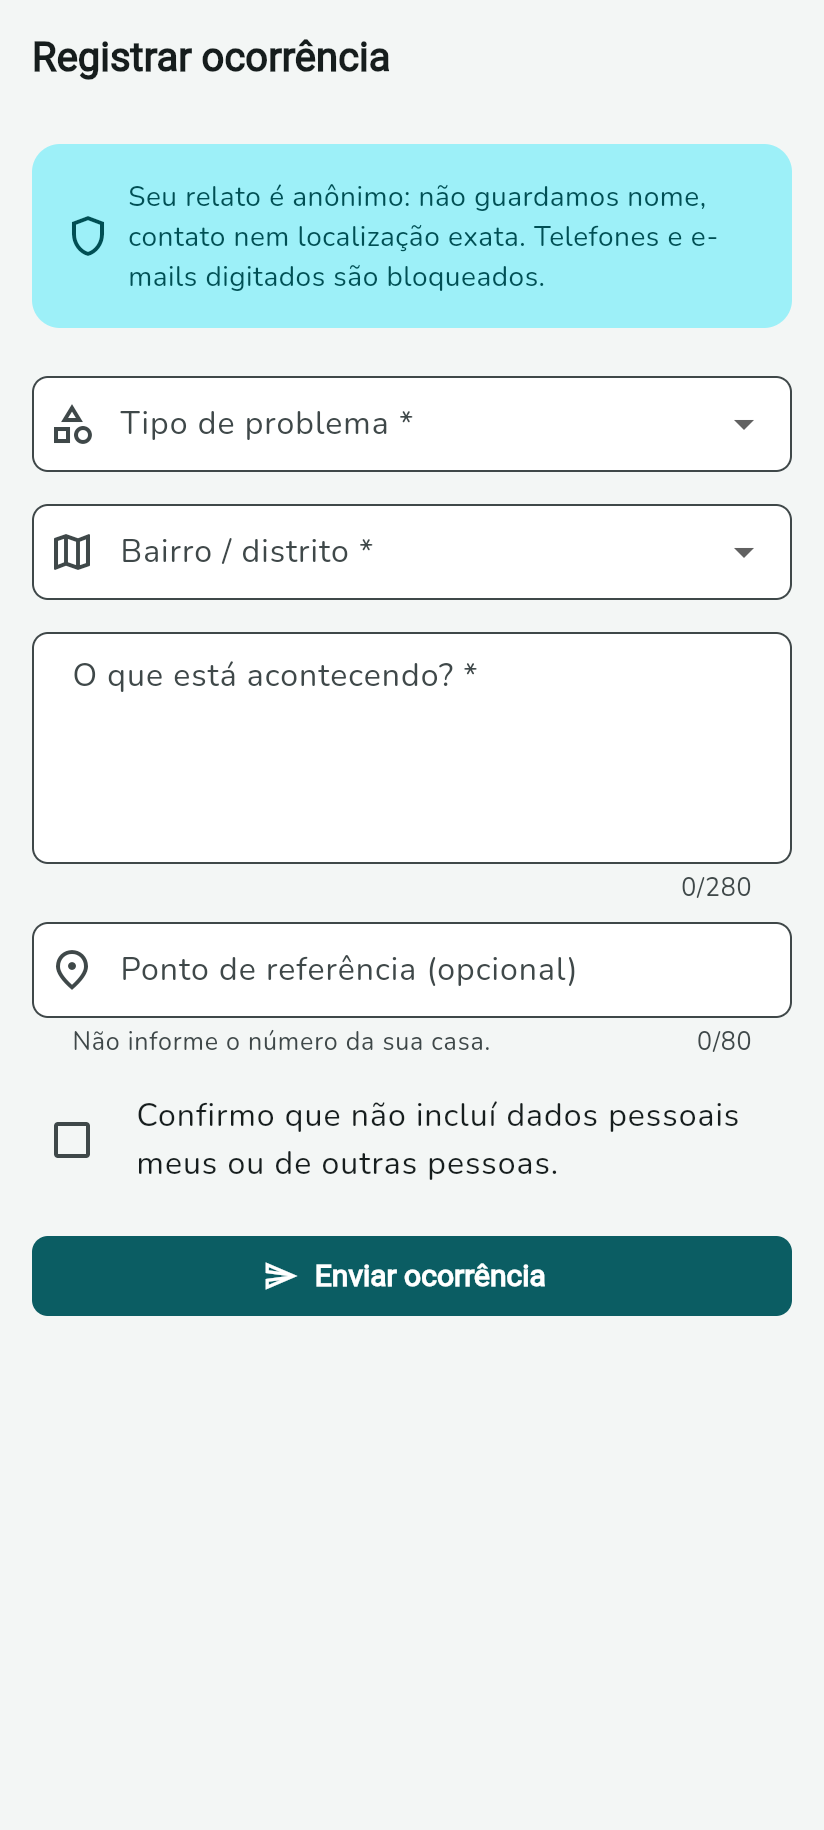 Registrar ocorrência
Seu relato é anônimo: não guardamos nome,
contato nem localização exata. Telefones e e-
mails digitados são bloqueados.
Tipo de problema *
Bairro / distrito *
O que está acontecendo? *
0/280
Ponto de referência (opcional)
Não informe o número da sua casa. 0/80
Confirmo que não incluí dados pessoais
meus ou de outras pessoas.
Enviar ocorrência